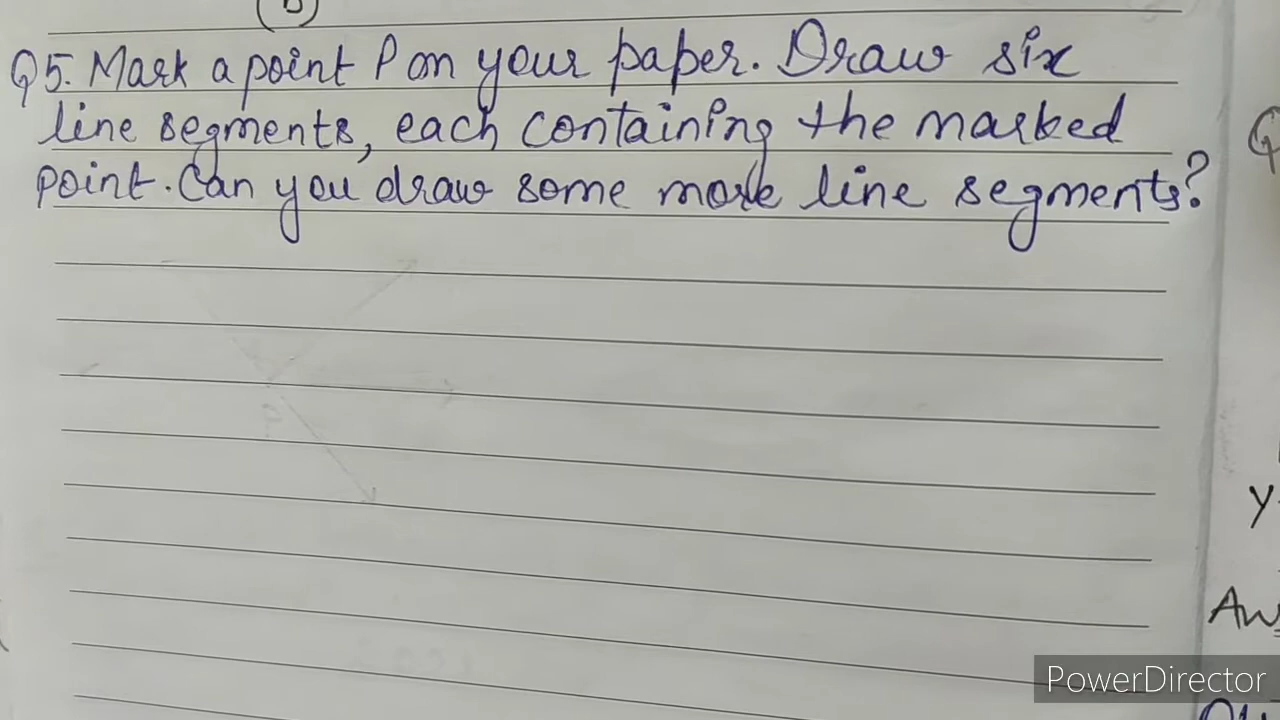 Q5. Mark a point P on your paper. Draw six
line segments, each containing the marked
point. Can you draw some more line segments?
PowerDirector